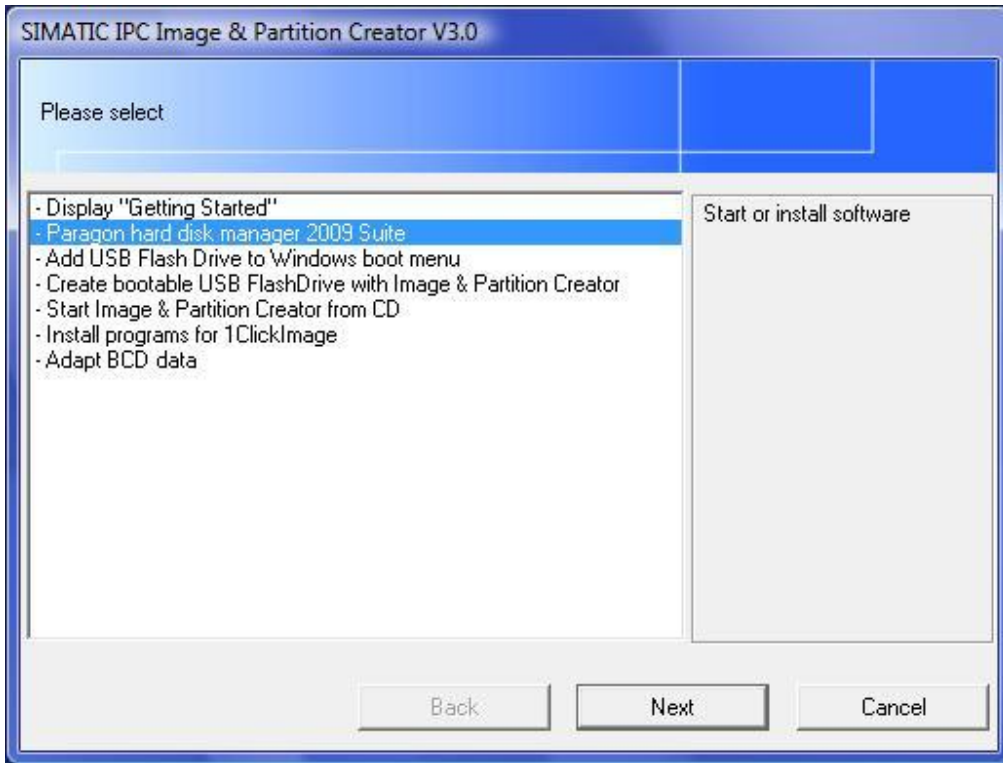 SIMATIC IPC Image & Partition Creator V3.0
Please select
- Display "Getting Started"
- Paragon hard disk manager 2009 Suite
- Add USB Flash Drive to Windows boot menu
- Create bootable USB FlashDrive with Image & Partition Creator
- Start Image & Partition Creator from CD
- Install programs for 1ClickImage
- Adapt BCD data
Start or install software
Back
Next
Cancel